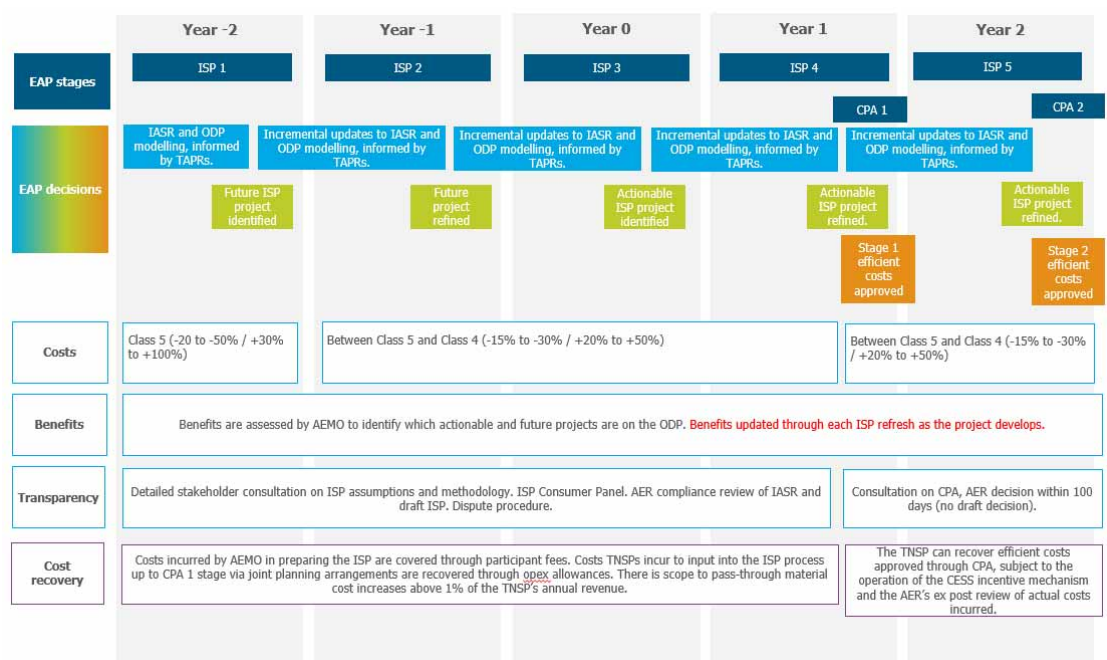 Year -2
Year -1
Year 0
Year 1
Year 2
EAP stages
ISP 1
ISP 2
ISP 3
ISP 4
ISP 5
CPA 1
CPA 2
EAP decisions
IASR and ODP
modelling, informed
by TAPRs.
Incremental updates to IASR and
ODP modelling, informed by
TAPRs.
Incremental updates to IASR and
ODP modelling, informed by
TAPRs.
Incremental updates to IASR and
ODP modelling, informed by
TAPRs.
Incremental updates to IASR and
ODP modelling, informed by
TAPRs.
Future ISP
project
identified
Future
project
refined
Actionable
ISP project
identified
Actionable
ISP project
refined.
Actionable
ISP project
refined.
Stage 1
efficient
costs
approved
Stage 2
efficient
costs
approved
Costs
Class 5 (-20 to -50% / +30%
to +100%)
Between Class 5 and Class 4 (-15% to -30% / +20% to +50%)
Between Class 5 and Class 4 (-15% to -30%
/ +20% to +50%)
Benefits
Benefits are assessed by AEMO to identify which actionable and future projects are on the ODP. Benefits updated through each ISP refresh as the project develops.
Transparency
Detailed stakeholder consultation on ISP assumptions and methodology. ISP Consumer Panel. AER compliance review of IASR and
draft ISP. Dispute procedure.
Consultation on CPA, AER decision within 100
days (no draft decision).
Cost
recovery
Costs incurred by AEMO in preparing the ISP are covered through participant fees. Costs TNSPs incur to input into the ISP process
up to CPA 1 stage via joint planning arrangements are recovered through opex allowances. There is scope to pass-through material
cost increases above 1% of the TNSP's annual revenue.
The TNSP can recover efficient costs
approved through CPA, subject to the
operation of the CESS incentive mechanism
and the AER's ex post review of actual costs
incurred.